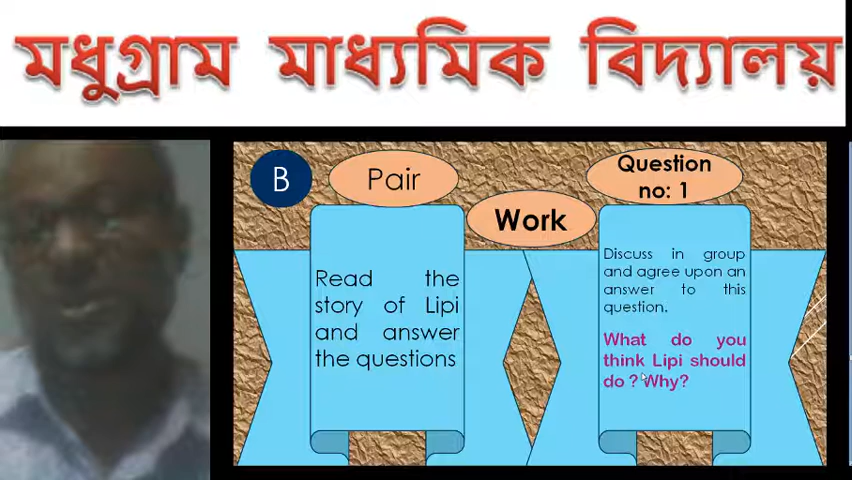 মধুগ্রাম মাধ্যমিক বিদ্যালয়
B
Pair
Work
Question
no: 1
Read the
story of Lipi
and answer
the questions
Discuss in group
and agree upon an
answer to this
question.
What do you
think Lipi should
do ? Why?